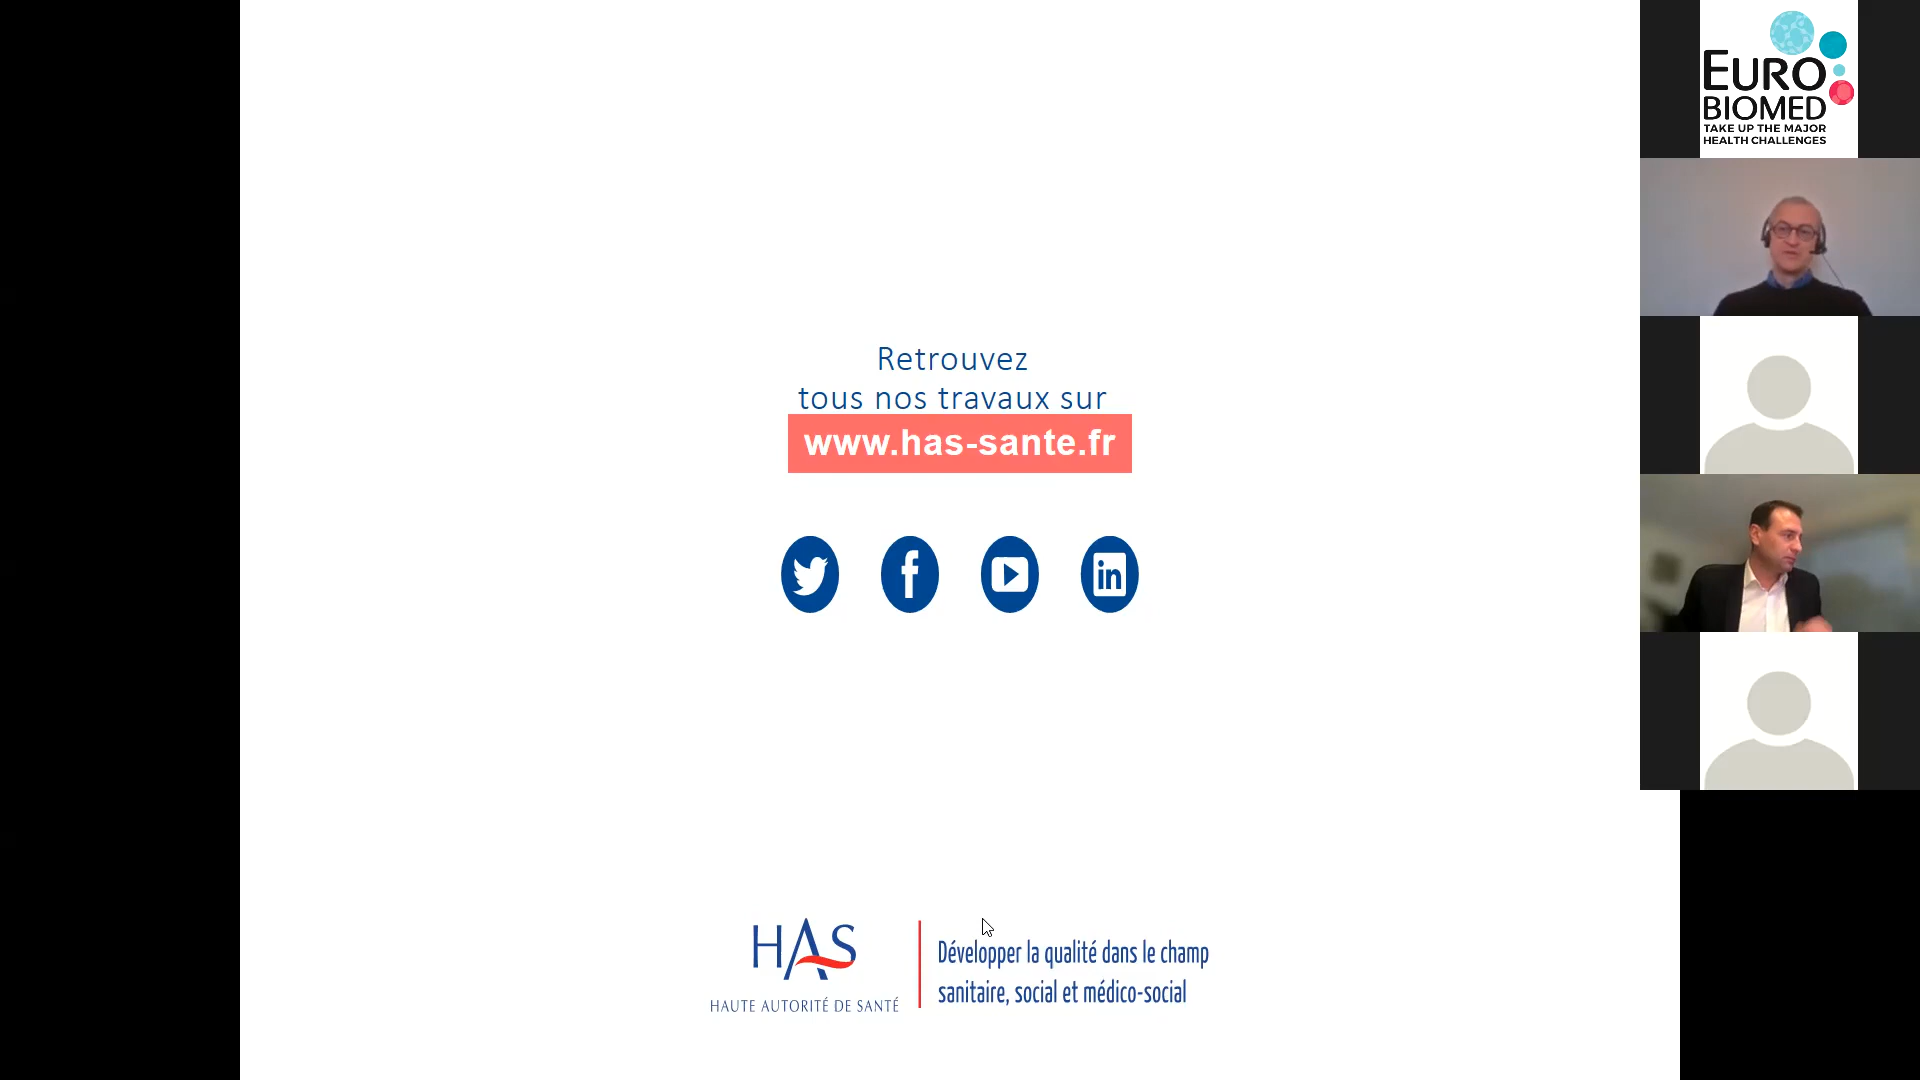 Retrouvez
tous nos travaux sur
www.has-sante.fr
HAS
HAUTE AUTORITÉ DE SANTÉ
Développer la qualité dans le champ
sanitaire, social et médico-social
EURO
BIOMED
TAKE UP THE MAJOR
HEALTH CHALLENGES